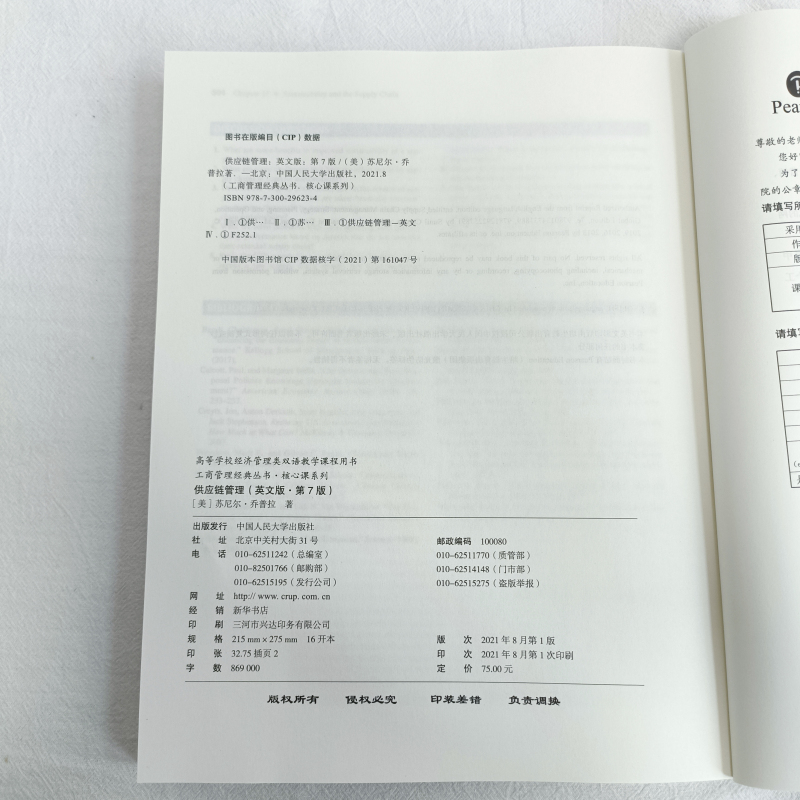 图书在版编目(CIP)数据
供应链管理:英文版:第7版/(美)苏尼尔·乔
普拉著. —北京:中国人民大学出版社,2021.8
(工商管理经典丛书.核心课系列)
ISBN 978-7-300-29623-4
Ⅰ.①供… Ⅱ.①苏… Ⅲ.①供应链管理—英文
Ⅳ.①F252.1
中国版本图书馆CIP数据核字(2021)第161047号
高等学校经济管理类双语教学课程用书
工商管理经典丛书·核心课系列
供应链管理(英文版·第7版)
[美]苏尼尔·乔普拉 著
出版发行 中国人民大学出版社
社 址 北京中关村大街31号 邮政编码 100080
电 话 010-62511242(总编室) 010-62511770(质管部)
010-82501766(邮购部) 010-62514148(门市部)
010-62515195(发行公司) 010-62515275(盗版举报)
网 址 http://www.crup.com.cn
经 销 新华书店
印 刷 三河市兴达印务有限公司
规 格 215 mm×275 mm 16开本 版 次 2021年8月第1版
印 张 32.75 插页2 印 次 2021年8月第1次印刷
字 数 869 000 定 价 75.00元
版权所有 侵权必究 印装差错 负责调换
Pea
尊敬的老师
您好
为了
院的公章
请填写所
采用
作
版
课
请填写